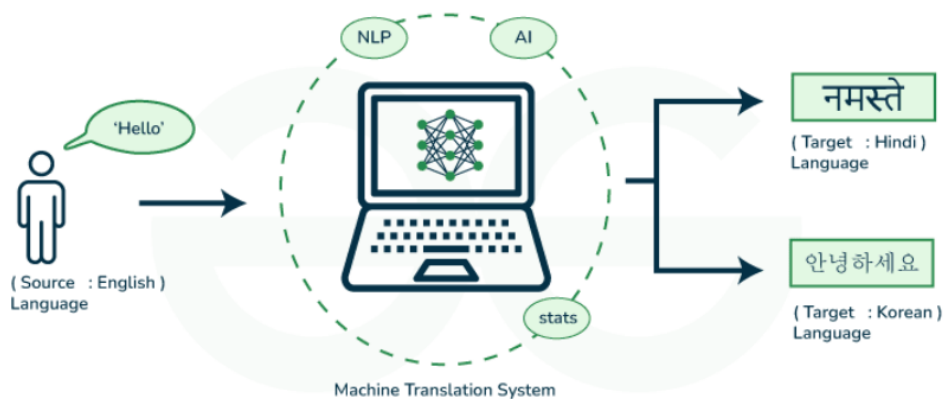 NLP
AI
'Hello'
नमस्ते
( Target : Hindi )
Language
( Source : English )
Language
안녕하세요
( Target : Korean )
Language
stats
Machine Translation System